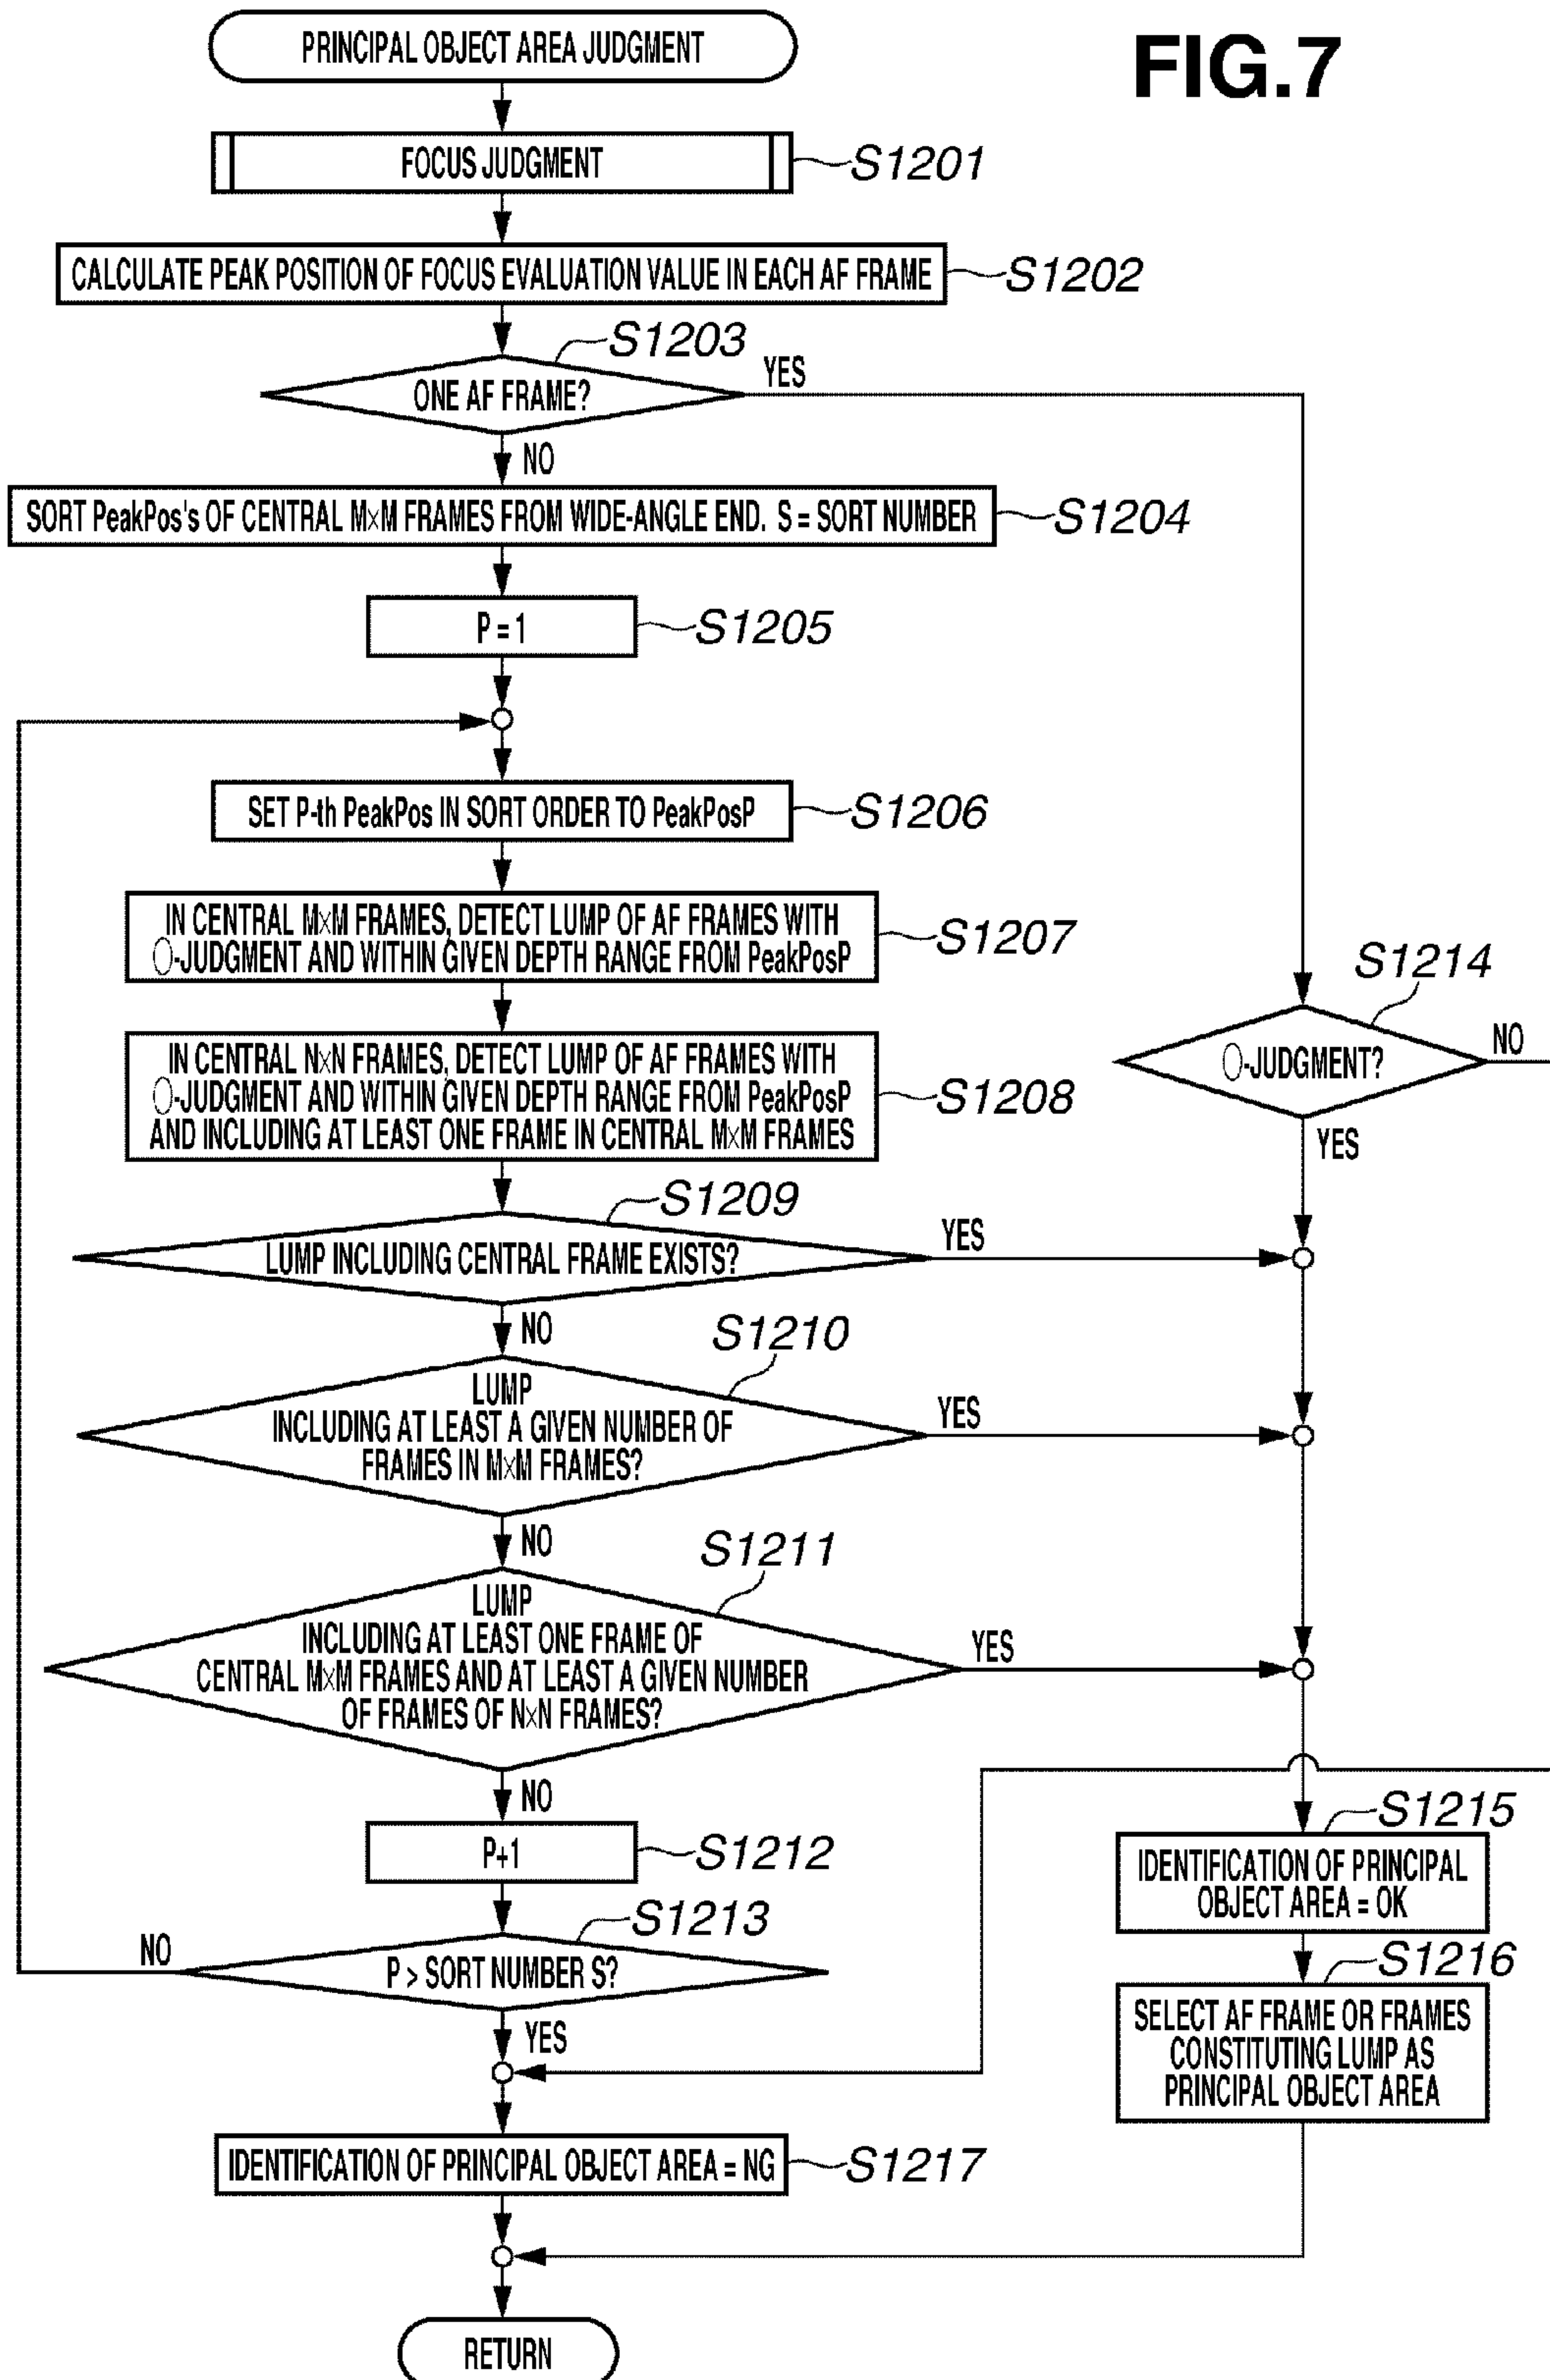 PRINCIPAL OBJECT AREA JUDGMENT
FIG.7
FOCUS JUDGMENT
S1201
CALCULATE PEAK POSITION OF FOCUS EVALUATION VALUE IN EACH AF FRAME
S1202
S1203
ONE AF FRAME?
YES
NO
SORT PeakPos's OF CENTRAL M×M FRAMES FROM WIDE-ANGLE END. S = SORT NUMBER
S1204
P = 1
S1205
SET P-th PeakPos IN SORT ORDER TO PeakPosP
S1206
IN CENTRAL M×M FRAMES, DETECT LUMP OF AF FRAMES WITH
○-JUDGMENT AND WITHIN GIVEN DEPTH RANGE FROM PeakPosP
S1207
IN CENTRAL N×N FRAMES, DETECT LUMP OF AF FRAMES WITH
○-JUDGMENT AND WITHIN GIVEN DEPTH RANGE FROM PeakPosP
AND INCLUDING AT LEAST ONE FRAME IN CENTRAL M×M FRAMES
S1208
S1214
○-JUDGMENT?
NO
YES
S1209
LUMP INCLUDING CENTRAL FRAME EXISTS?
YES
NO
S1210
LUMP
INCLUDING AT LEAST A GIVEN NUMBER OF
FRAMES IN M×M FRAMES?
YES
NO
S1211
LUMP
INCLUDING AT LEAST ONE FRAME OF
CENTRAL M×M FRAMES AND AT LEAST A GIVEN NUMBER
OF FRAMES OF N×N FRAMES?
YES
NO
P+1
S1212
S1213
P > SORT NUMBER S?
NO
YES
S1215
IDENTIFICATION OF PRINCIPAL
OBJECT AREA = OK
S1216
SELECT AF FRAME OR FRAMES
CONSTITUTING LUMP AS
PRINCIPAL OBJECT AREA
IDENTIFICATION OF PRINCIPAL OBJECT AREA = NG
S1217
RETURN